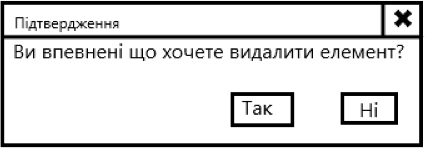 Підтвердження
Ви впевнені що хочете видалити елемент?
Так
Ні